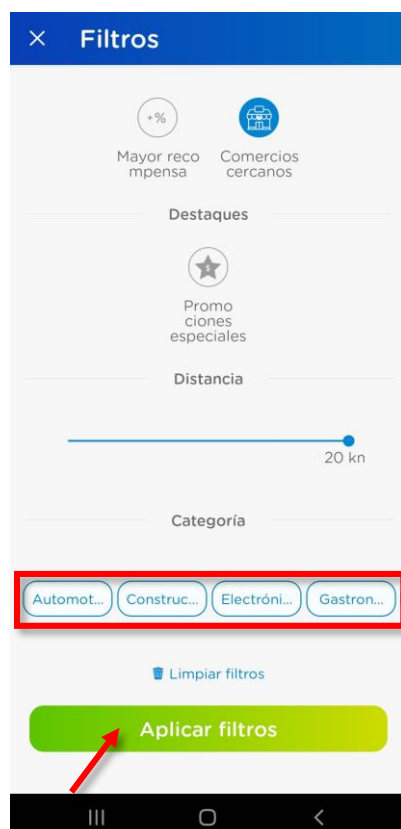 Filtros
+%
Mayor reco
mpensa
Comercios
cercanos
Destaques
$
Promo
ciones
especiales
Distancia
20 kn
Categoría
Automot...
Construc...
Electróni...
Gastron...
Limpiar filtros
Aplicar filtros